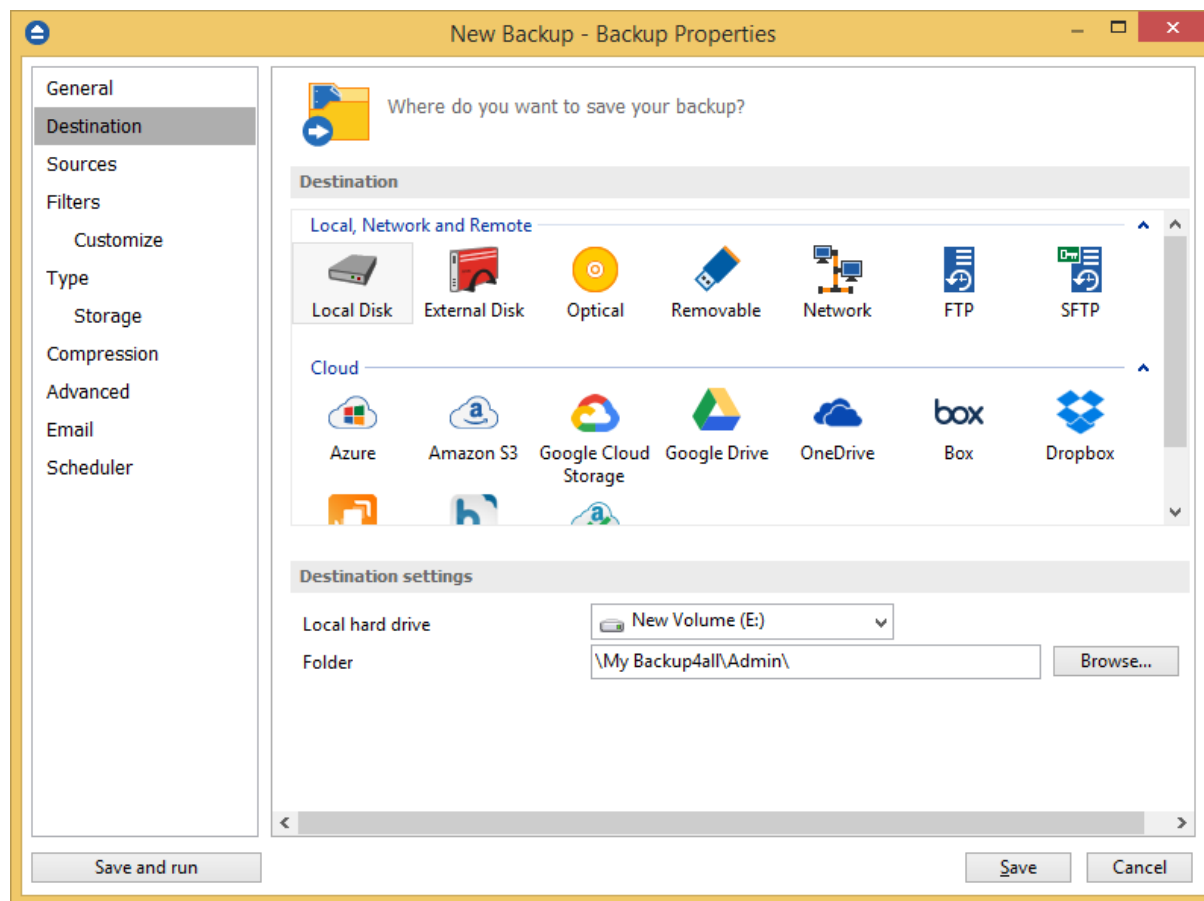 New Backup - Backup Properties
General
Destination
Sources
Filters
Customize
Type
Storage
Compression
Advanced
Email
Scheduler
Where do you want to save your backup?
Destination
Local, Network and Remote
Local Disk External Disk Optical Removable Network FTP SFTP
Cloud
box
Azure Amazon S3 Google Cloud Storage Google Drive OneDrive Box Dropbox
Destination settings
Local hard drive New Volume (E:)
Folder \My Backup4all\Admin\ Browse...
Save and run Save Cancel